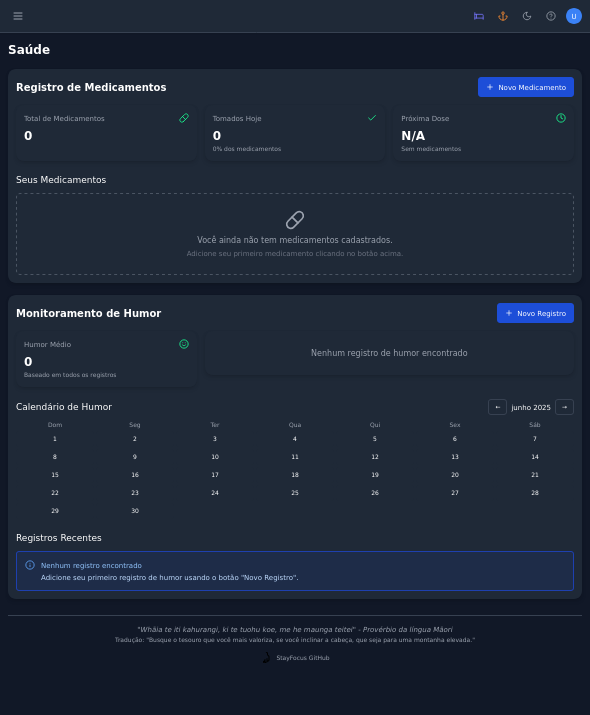 U
Saúde
Registro de Medicamentos
+ Novo Medicamento
Total de Medicamentos
0
Tomados Hoje
0
0% dos medicamentos
Próxima Dose
N/A
Sem medicamentos
Seus Medicamentos
Você ainda não tem medicamentos cadastrados.
Adicione seu primeiro medicamento clicando no botão acima.
Monitoramento de Humor
+ Novo Registro
Humor Médio
0
Baseado em todos os registros
Nenhum registro de humor encontrado
Calendário de Humor
← junho 2025 →
Dom Seg Ter Qua Qui Sex Sáb
1 2 3 4 5 6 7
8 9 10 11 12 13 14
15 16 17 18 19 20 21
22 23 24 25 26 27 28
29 30
Registros Recentes
Nenhum registro encontrado
Adicione seu primeiro registro de humor usando o botão "Novo Registro".
"Whāia te iti kahurangi, ki te tuohu koe, me he maunga teitei" - Provérbio da língua Māori
Tradução: "Busque o tesouro que você mais valoriza, se você inclinar a cabeça, que seja para uma montanha elevada."
StayFocus GitHub